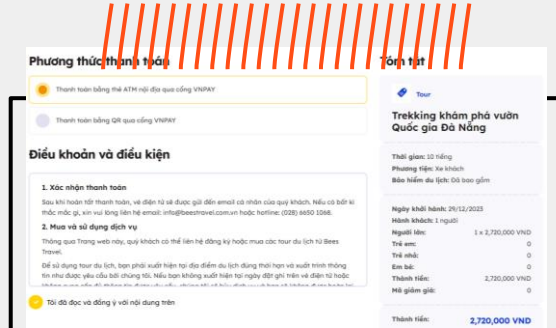 Phương thức thanh toán
Thanh toán bằng thẻ ATM nội địa qua cổng VNPAY
Thanh toán bằng QR qua cổng VNPAY
Điều khoản và điều kiện
1. Xác nhận thanh toán
Sau khi hoàn tất thanh toán, vé điện tử sẽ được gửi đến email cá nhân của quý khách. Nếu có bất kì
thắc mắc gì, xin vui lòng liên hệ email: info@beestravel.com.vn hoặc hotline: (028) 6650 1068.
2. Mua và sử dụng dịch vụ
Thông qua Trang web này, quý khách có thể liên hệ đăng ký hoặc mua các tour du lịch từ Bees
Travel.
Để sử dụng tour du lịch, bạn phải xuất hiện tại địa điểm du lịch đúng thời hạn và xuất trình thông
tin như được yêu cầu bởi chúng tôi. Nếu bạn không xuất hiện tại ngày đặt ghi trên vé điện tử hoặc
Tôi đã đọc và đồng ý với nội dung trên
Tóm tắt
Tour
Trekking khám phá vườn
Quốc gia Đà Nẵng
Thời gian: 10 tiếng
Phương tiện: Xe khách
Bảo hiểm du lịch: Đã bao gồm
Ngày khởi hành: 29/12/2023
Hành khách: 1 người
Người lớn: 1 x 2,720,000 VND
Trẻ em: 0
Trẻ nhỏ: 0
Em bé: 0
Thành tiền: 2,720,000 VND
Mã giảm giá: 0
Thành tiền: 2,720,000 VND